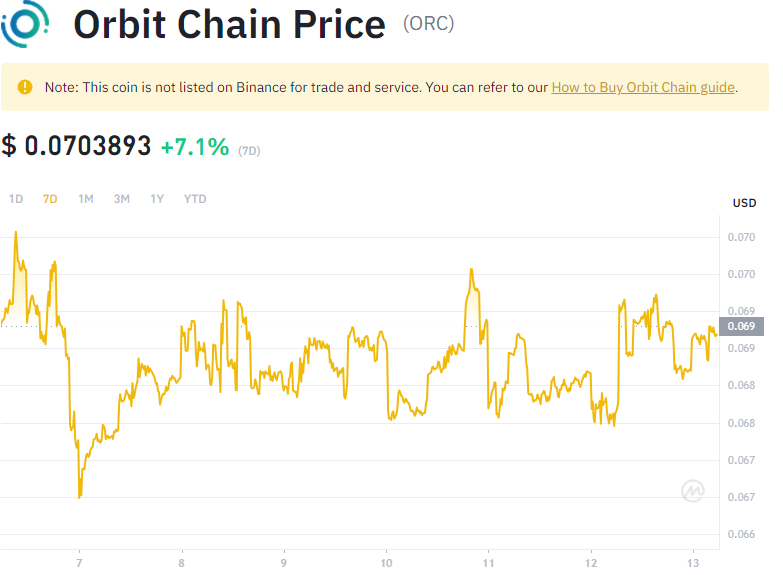 Orbit Chain Price (ORC)
Note: This coin is not listed on Binance for trade and service. You can refer to our How to Buy Orbit Chain guide.
$ 0.0703893 +7.1% (7D)
1D 7D 1M 3M 1Y YTD
USD
0.070
0.070
0.069
0.069
0.069
0.068
0.068
0.067
0.067
0.066
7 8 9 10 11 12 13